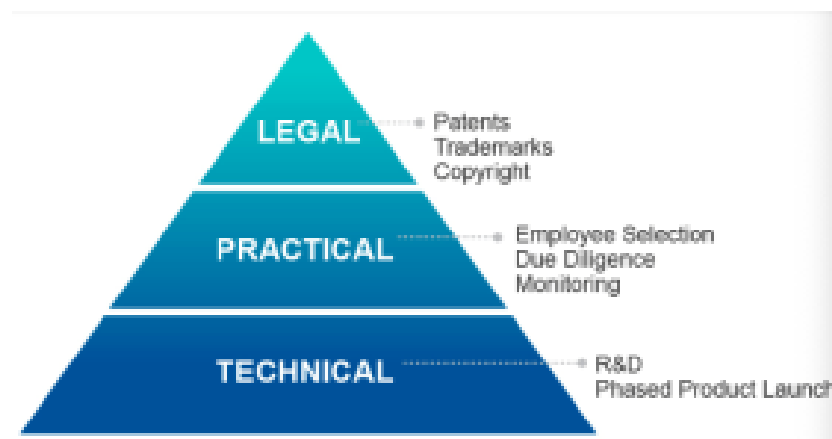 LEGAL
Patents
Trademarks
Copyright
PRACTICAL
Employee Selection
Due Diligence
Monitoring
TECHNICAL
R&D
Phased Product Launch